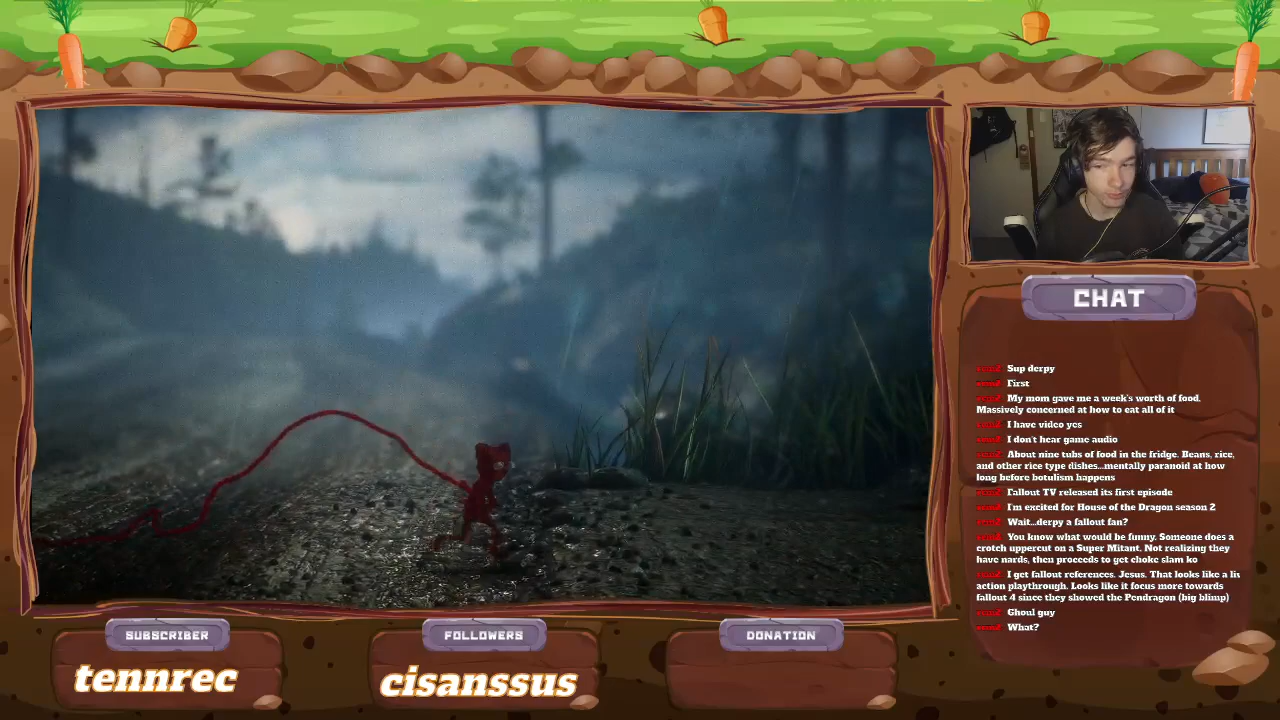 CHAT
Sup derpy
First
My mom gave me a week's worth of food.
Massively concerned at how to eat all of it
I have video yes
I don't hear game audio
About nine tubs of food in the fridge. Beans, rice,
and other rice type dishes...mentally paranoid at how
long before botulism happens
Fallout TV released its first episode
I'm excited for House of the Dragon season 2
Wait...derpy a fallout fan?
You know what would be funny. Someone does a
crotch uppercut on a Super Mitant. Not realizing they
have nards, then proceeds to get choke slam ko
I get fallout references. Jesus. That looks like a liv
action playthrough. Looks like it focus more towards
fallout 4 since they showed the Pendragon (big blimp)
Ghoul guy
What?
SUBSCRIBER
FOLLOWERS
DONATION
tennrec
cisanssus